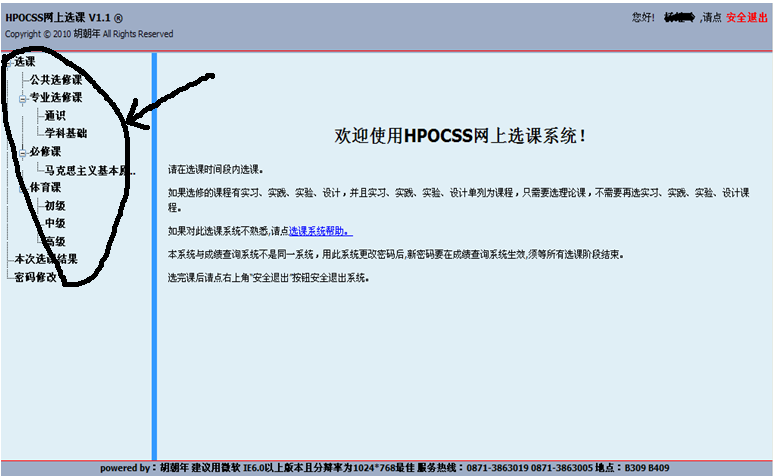 HPOCSS网上选课 V1.1 ®
您好! ,请点 安全退出
Copyright © 2010 胡朝年 All Rights Reserved
选课
公共选修课
专业选修课
通识
学科基础
必修课
马克思主义基本原..
体育课
初级
中级
高级
本次选课结果
密码修改
欢迎使用HPOCSS网上选课系统！
请在选课时间段内选课。
如果选修的课程有实习、实践、实验、设计，并且实习、实践、实验、设计单列为课程，只需要选理论课，不需要再选实习、实践、实验、设计课
程。
如果对此选课系统不熟悉,请点选课系统帮助。
本系统与成绩查询系统不是同一系统，用此系统更改密码后,新密码要在成绩查询系统生效,须等所有选课阶段结束。
选完课后请点右上角"安全退出"按钮安全退出系统。
powered by：胡朝年 建议用微软 IE6.0以上版本且分辩率为1024*768最佳 服务热线：0871-3863019 0871-3863005 地点：B309 B409